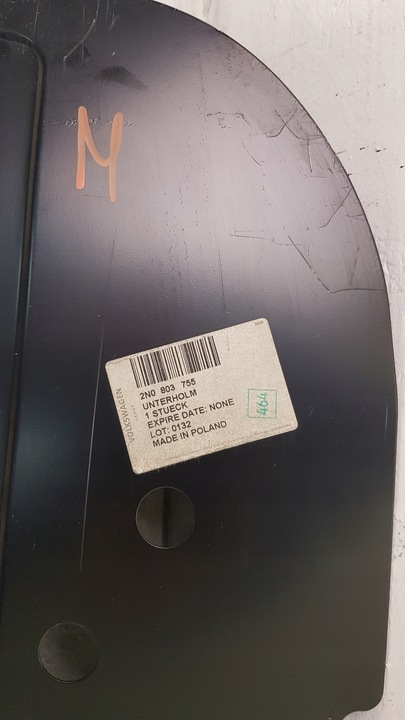 M
VOLKSWAGEN
2N0 803 755
UNTERHOLM
1 STUECK
EXPIRE DATE: NONE
LOT: 0132
MADE IN POLAND
464